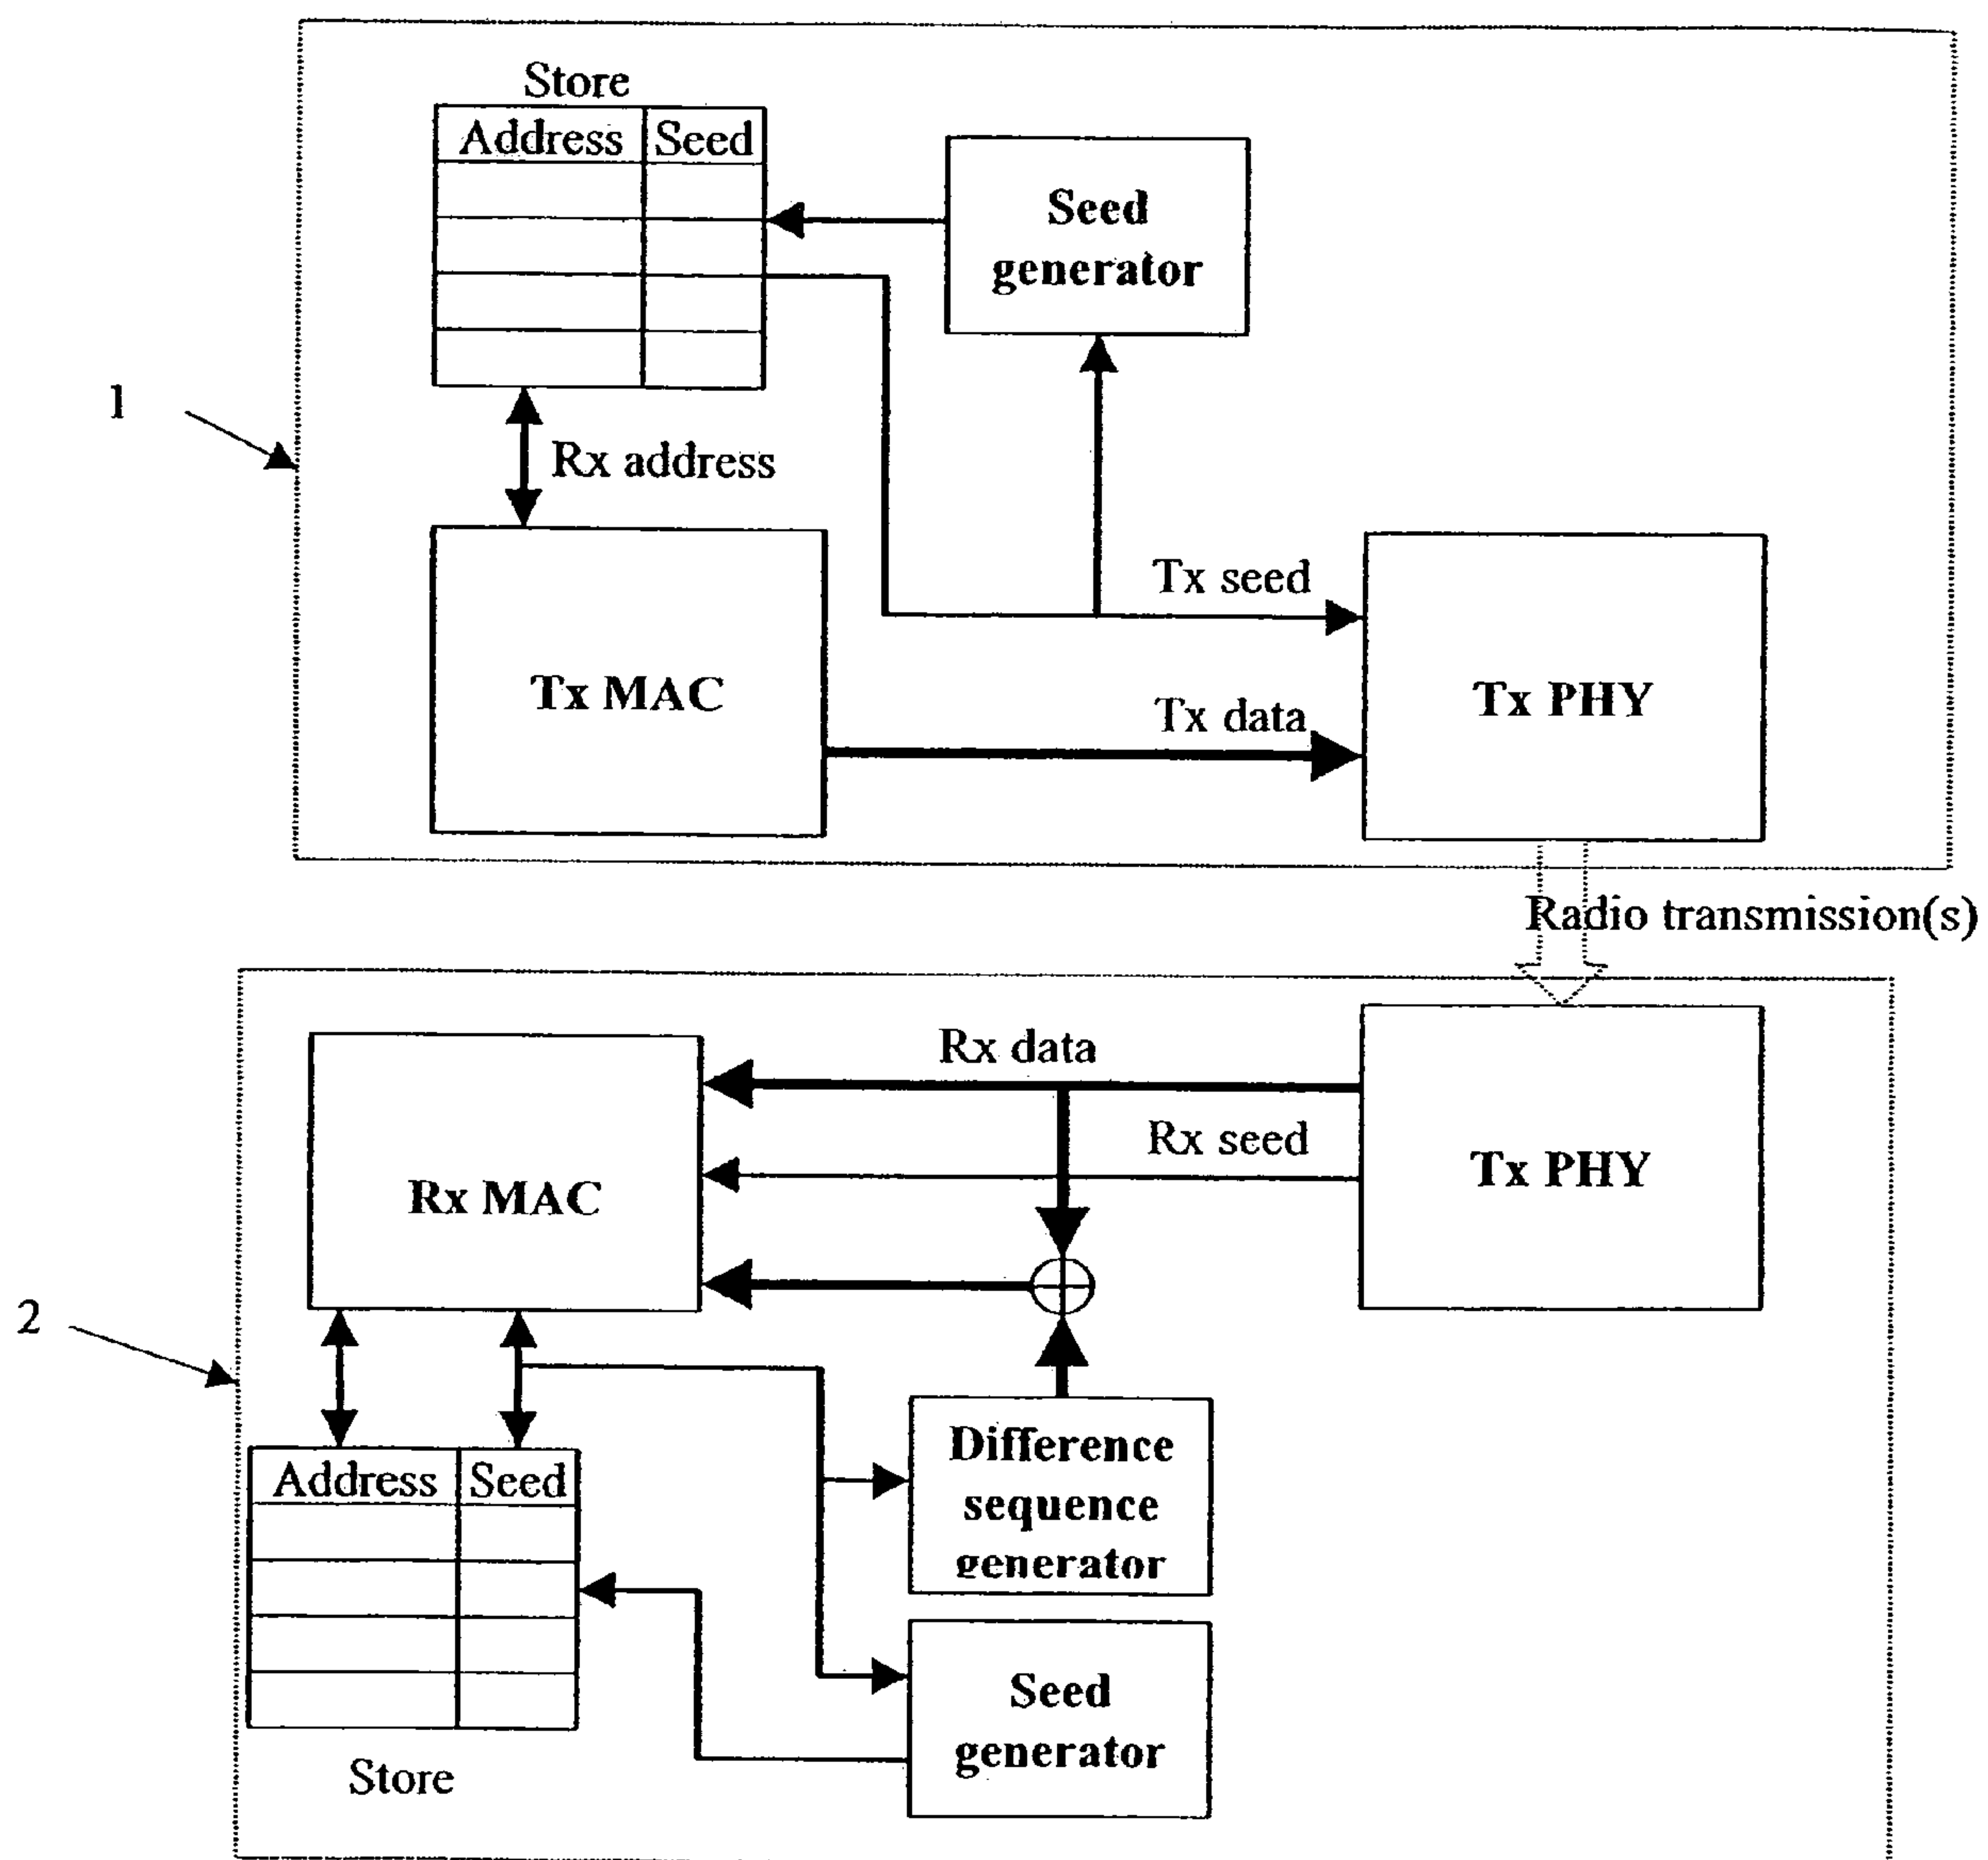 Store
Address Seed
Seed
generator
1
Rx address
Tx seed
Tx MAC
Tx PHY
Tx data
Radio transmission(s)
Rx data
Rx seed
Rx MAC
Tx PHY
2
Address Seed
Difference
sequence
generator
Seed
generator
Store